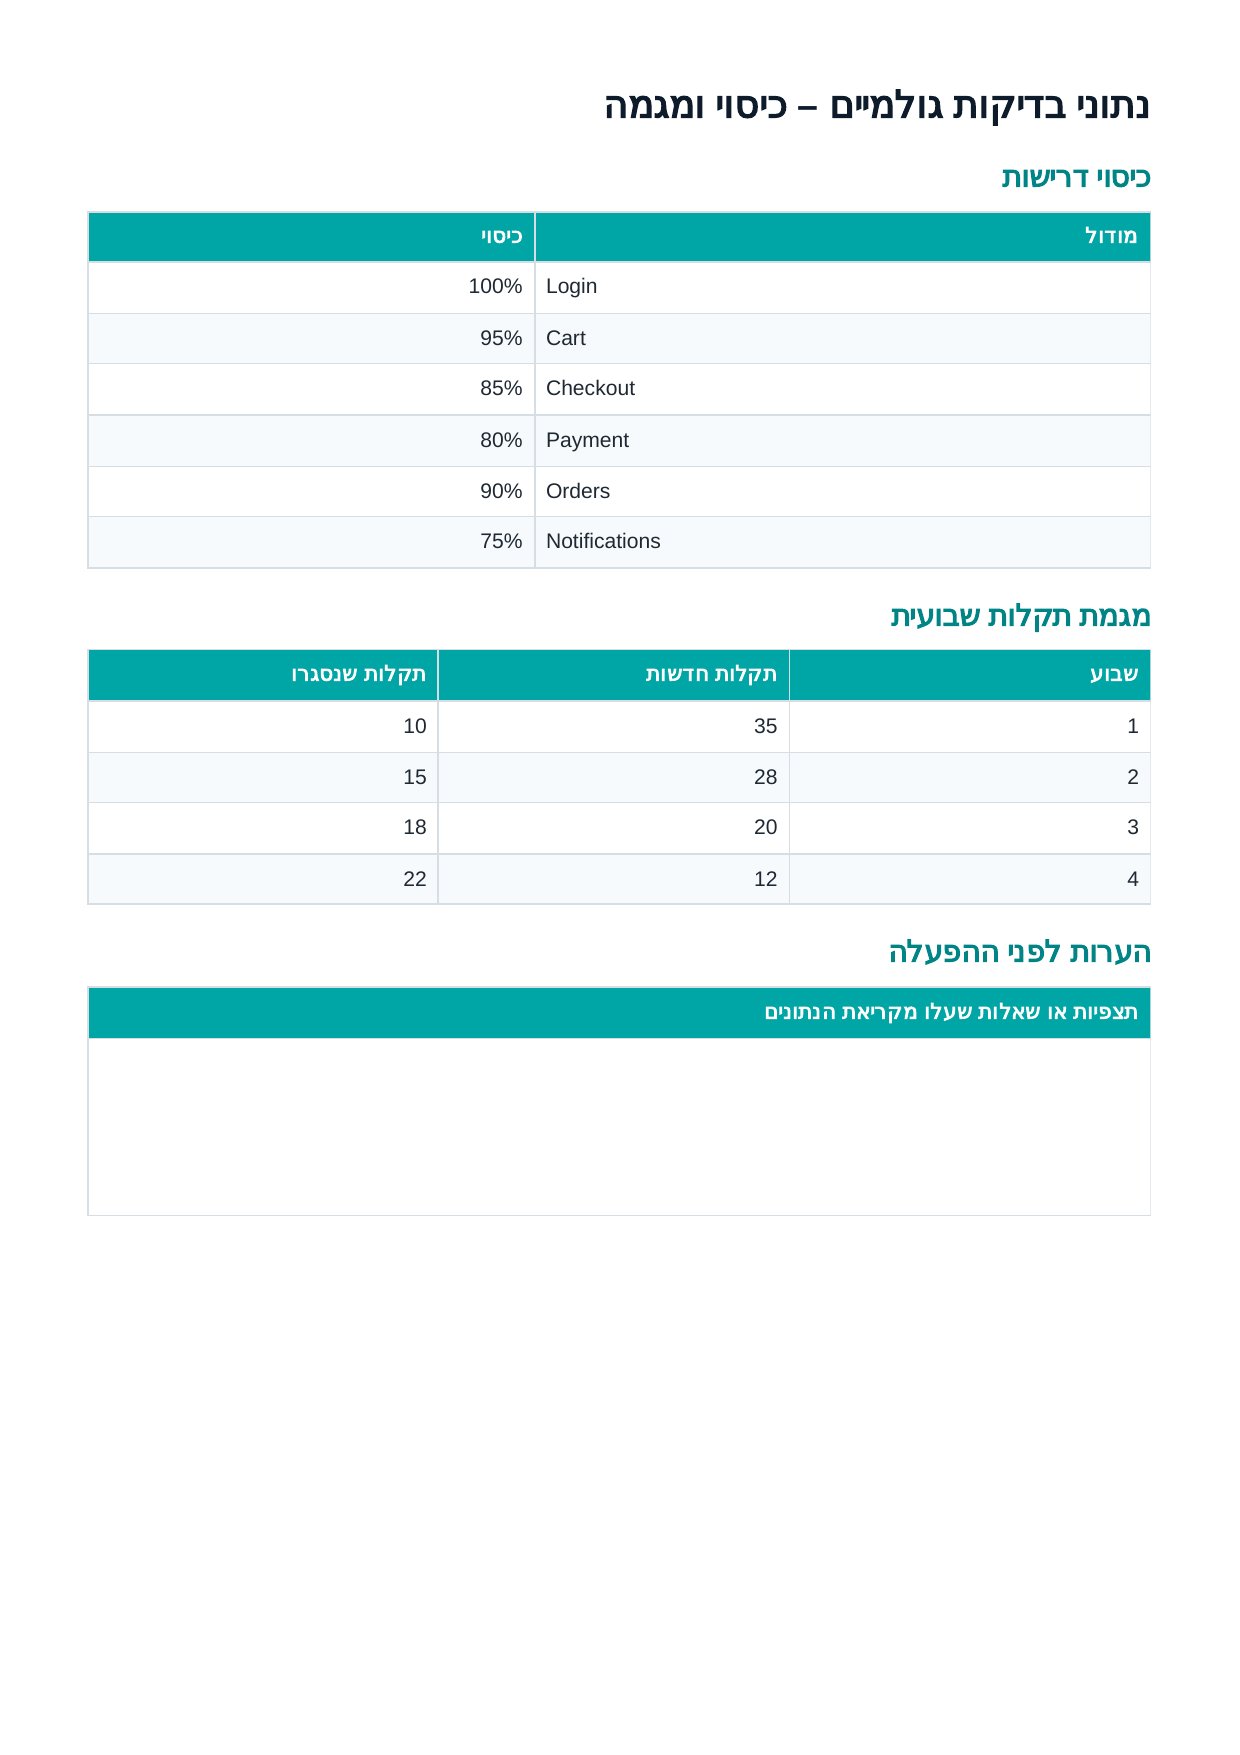 נתוני בדיקות גולמיים – כיסוי ומגמה
כיסוי דרישות
מודול כיסוי
Login 100%
Cart 95%
Checkout 85%
Payment 80%
Orders 90%
Notifications 75%
מגמת תקלות שבועית
שבוע תקלות חדשות תקלות שנסגרו
1 35 10
2 28 15
3 20 18
4 12 22
הערות לפני ההפעלה
תצפיות או שאלות שעלו מקריאת הנתונים